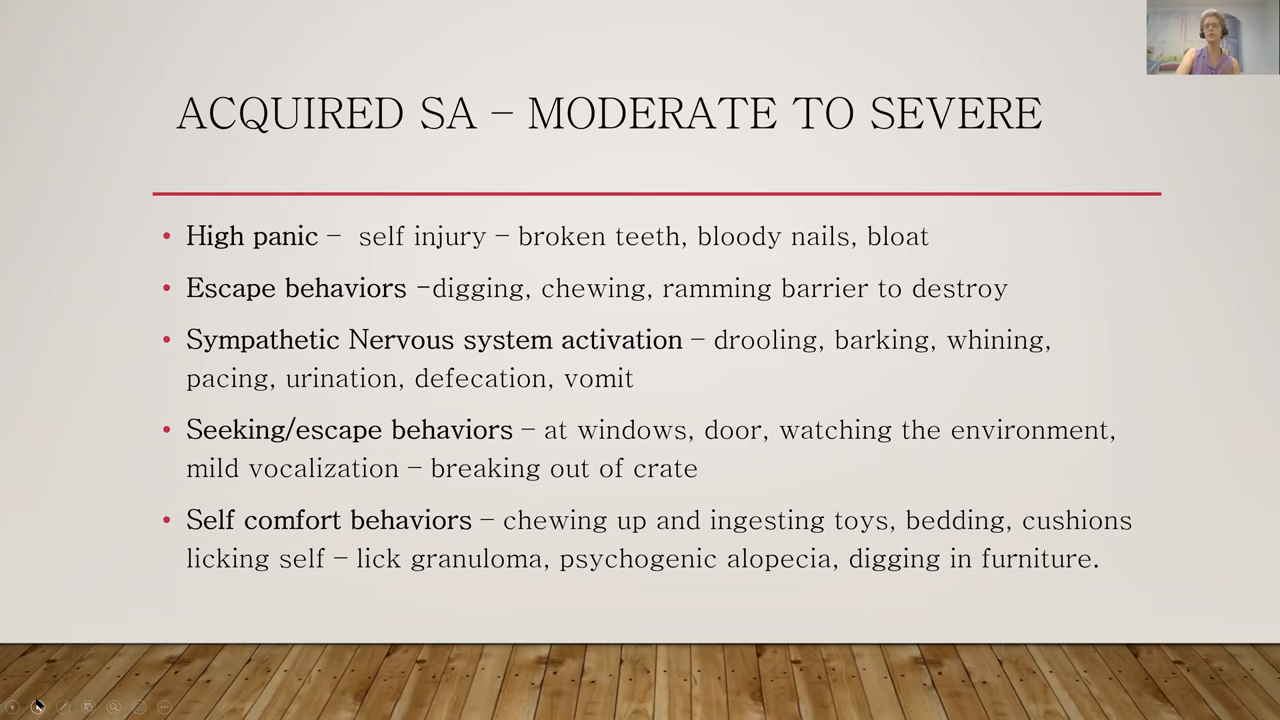 ACQUIRED SA – MODERATE TO SEVERE
• High panic – self injury – broken teeth, bloody nails, bloat
• Escape behaviors –digging, chewing, ramming barrier to destroy
• Sympathetic Nervous system activation – drooling, barking, whining,
pacing, urination, defecation, vomit
• Seeking/escape behaviors – at windows, door, watching the environment,
mild vocalization – breaking out of crate
• Self comfort behaviors – chewing up and ingesting toys, bedding, cushions
licking self – lick granuloma, psychogenic alopecia, digging in furniture.